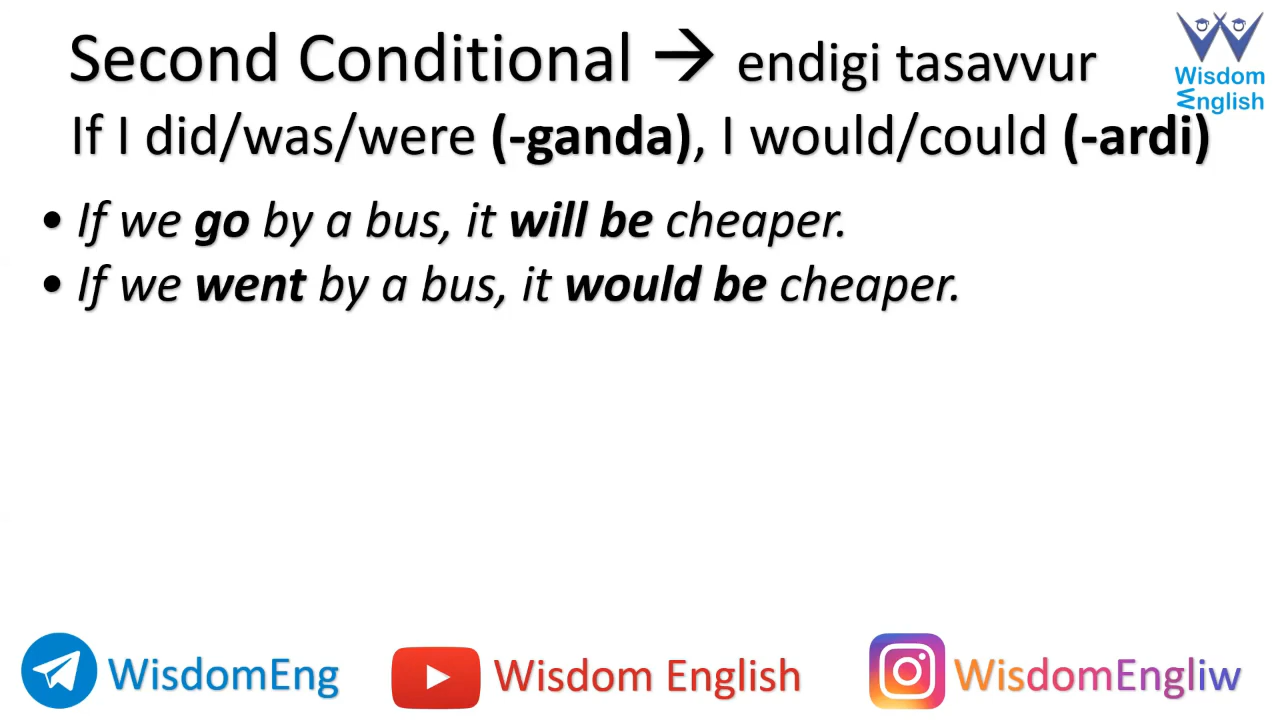 Second Conditional → endigi tasavvur
Wisdom
English
If I did/was/were (-ganda), I would/could (-ardi)
• If we go by a bus, it will be cheaper.
• If we went by a bus, it would be cheaper.
WisdomEng
Wisdom English
WisdomEngliw